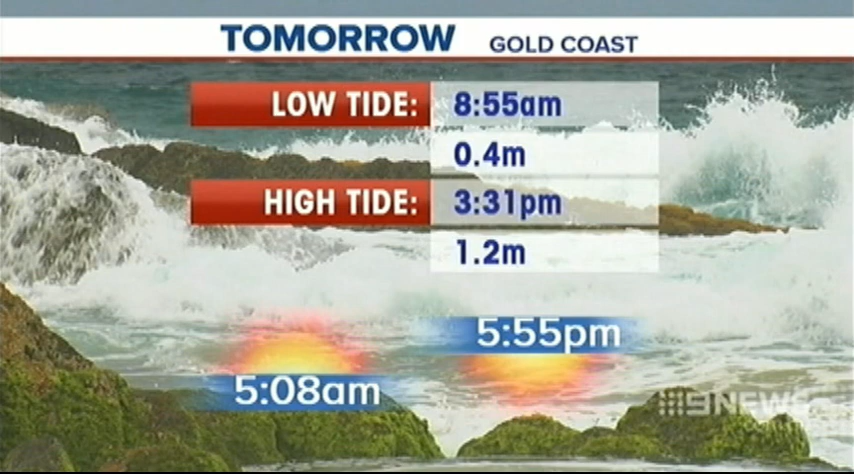 TOMORROW GOLD COAST
LOW TIDE: 8:55am
0.4m
HIGH TIDE: 3:31pm
1.2m
5:55pm
5:08am
9NEWS